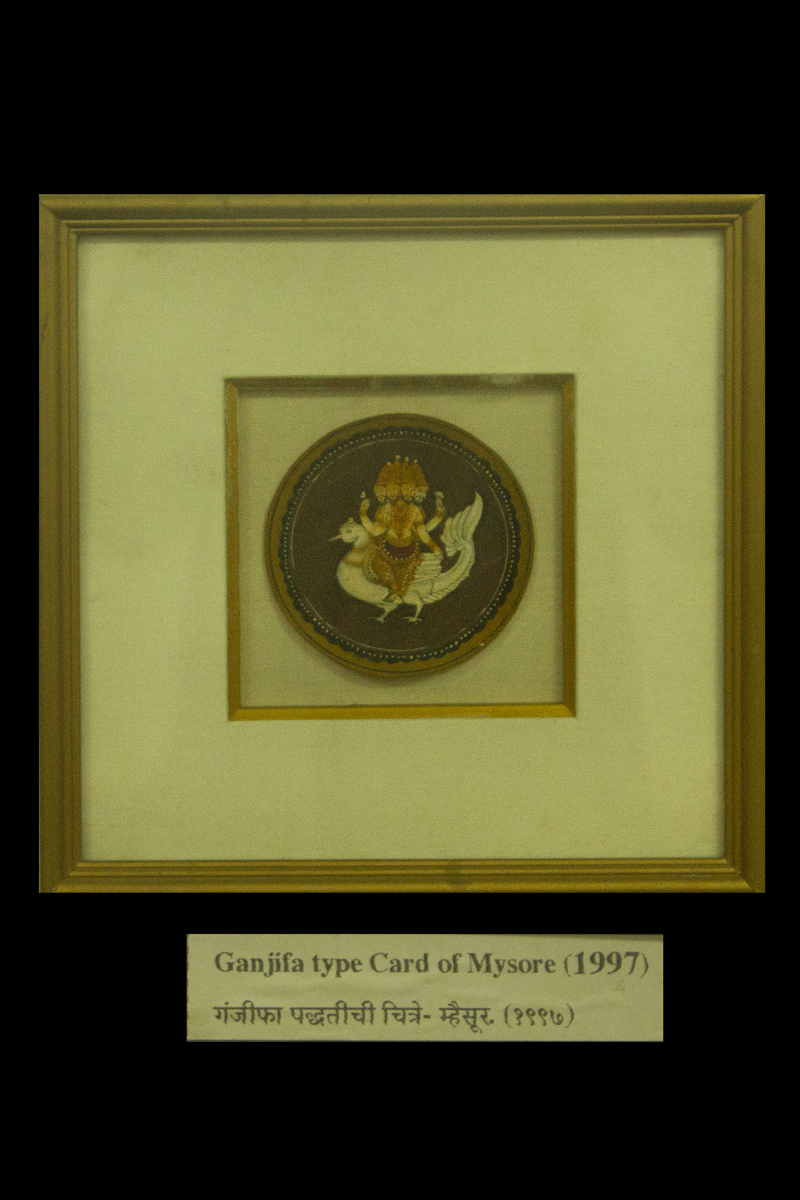 Ganjifa type Card of Mysore (1997)
गंजीफा पद्धतीची चित्रे- म्हैसूर. (१९९७)